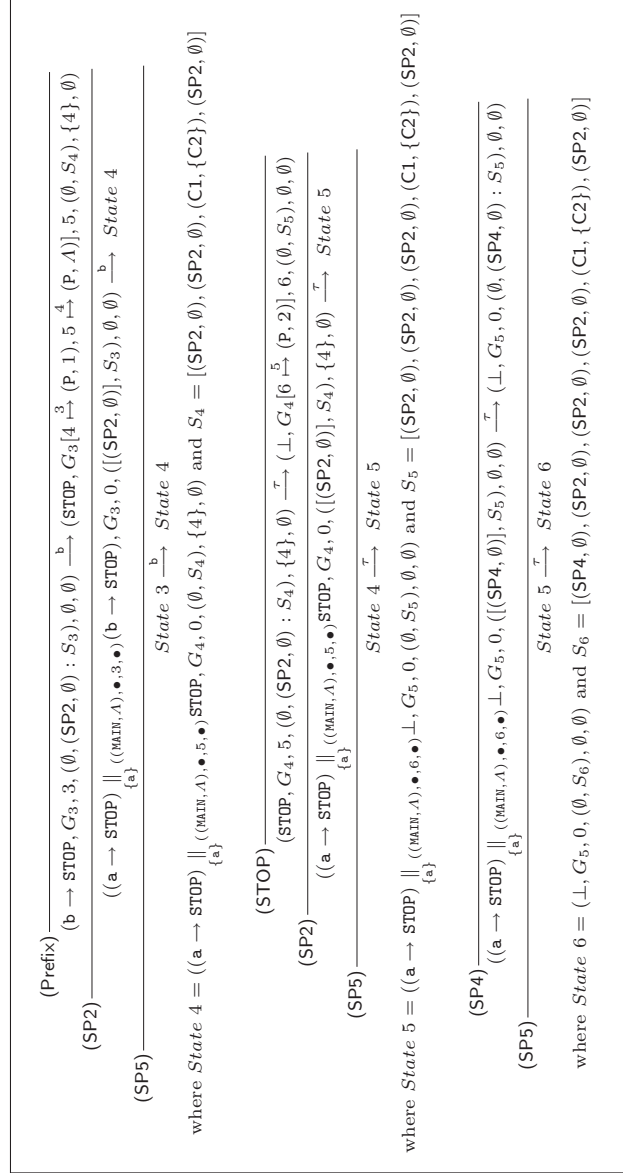 (Prefix)
(b → STOP, G₃, 3, (∅, (SP2, ∅) : S₃), ∅, ∅) —b→ (STOP, G₃[4 ↦³ (P, 1), 5 ↦⁴ (P, Λ)], 5, (∅, S₄), {4}, ∅)
(SP2)
((a → STOP) ∥_{{a}} ₍₍MAIN,Λ₎,•,3,•₎ (b → STOP), G₃, 0, ([(SP2, ∅)], S₃), ∅, ∅) —b→ State 4
(SP5)
State 3 —b→ State 4
where State 4 = ((a → STOP) ∥_{{a}} ₍₍MAIN,Λ₎,•,5,•₎ STOP, G₄, 0, (∅, S₄), {4}, ∅) and S₄ = [(SP2, ∅), (SP2, ∅), (C1, {C2}), (SP2, ∅)]
(STOP)
(STOP, G₄, 5, (∅, (SP2, ∅) : S₄), {4}, ∅) —τ→ (⊥, G₄[6 ↦⁵ (P, 2)], 6, (∅, S₅), ∅, ∅)
(SP2)
((a → STOP) ∥_{{a}} ₍₍MAIN,Λ₎,•,5,•₎ STOP, G₄, 0, ([(SP2, ∅)], S₄), {4}, ∅) —τ→ State 5
(SP5)
State 4 —τ→ State 5
where State 5 = ((a → STOP) ∥_{{a}} ₍₍MAIN,Λ₎,•,6,•₎ ⊥, G₅, 0, (∅, S₅), ∅, ∅) and S₅ = [(SP2, ∅), (SP2, ∅), (SP2, ∅), (C1, {C2}), (SP2, ∅)]
(SP4)
((a → STOP) ∥_{{a}} ₍₍MAIN,Λ₎,•,6,•₎ ⊥, G₅, 0, ([(SP4, ∅)], S₅), ∅, ∅) —τ→ (⊥, G₅, 0, (∅, (SP4, ∅) : S₅), ∅, ∅)
(SP5)
State 5 —τ→ State 6
where State 6 = (⊥, G₅, 0, (∅, S₆), ∅, ∅) and S₆ = [(SP4, ∅), (SP2, ∅), (SP2, ∅), (SP2, ∅), (C1, {C2}), (SP2, ∅)]